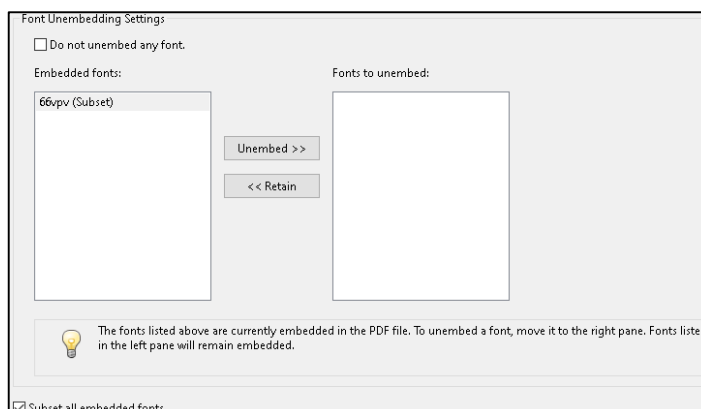 Font Unembedding Settings
Do not unembed any font.
Embedded fonts:
Fonts to unembed:
66vpv (Subset)
Unembed >>
<< Retain
The fonts listed above are currently embedded in the PDF file. To unembed a font, move it to the right pane. Fonts liste
in the left pane will remain embedded.
Subset all embedded fonts